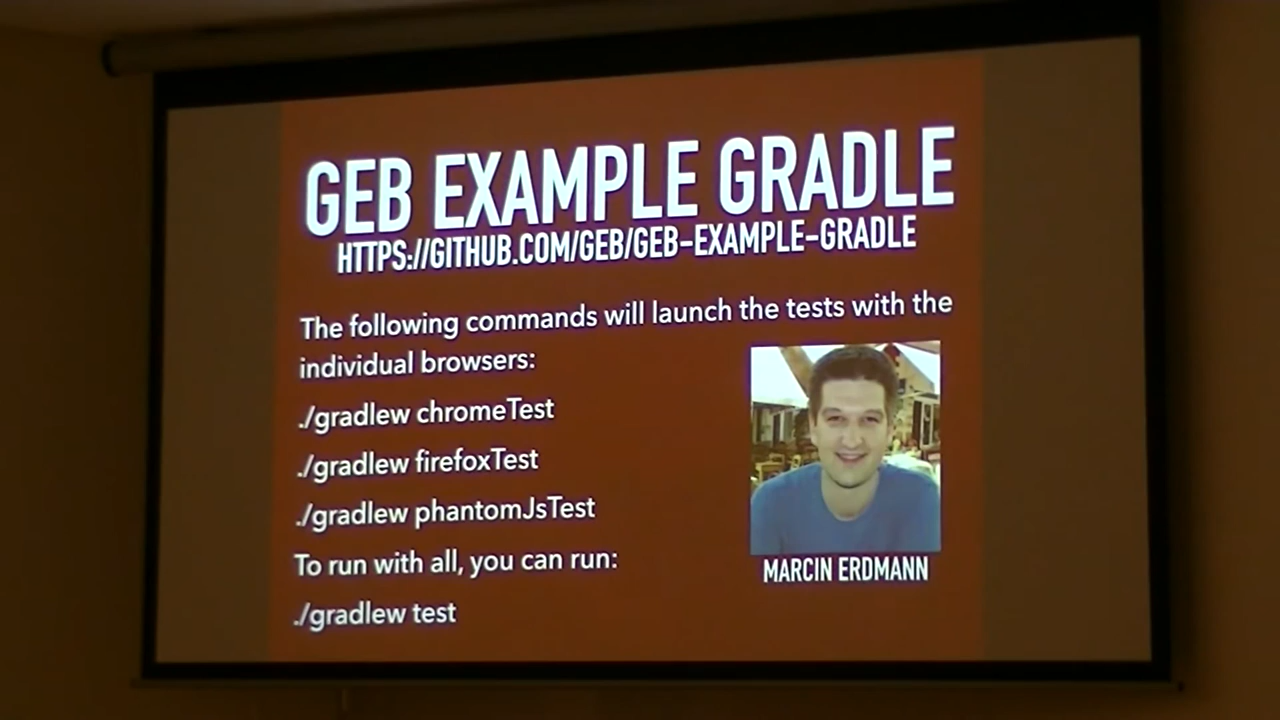 GEB EXAMPLE GRADLE
HTTPS://GITHUB.COM/GEB/GEB-EXAMPLE-GRADLE
The following commands will launch the tests with the
individual browsers:
./gradlew chromeTest
./gradlew firefoxTest
./gradlew phantomJsTest
To run with all, you can run:
./gradlew test
MARCIN ERDMANN